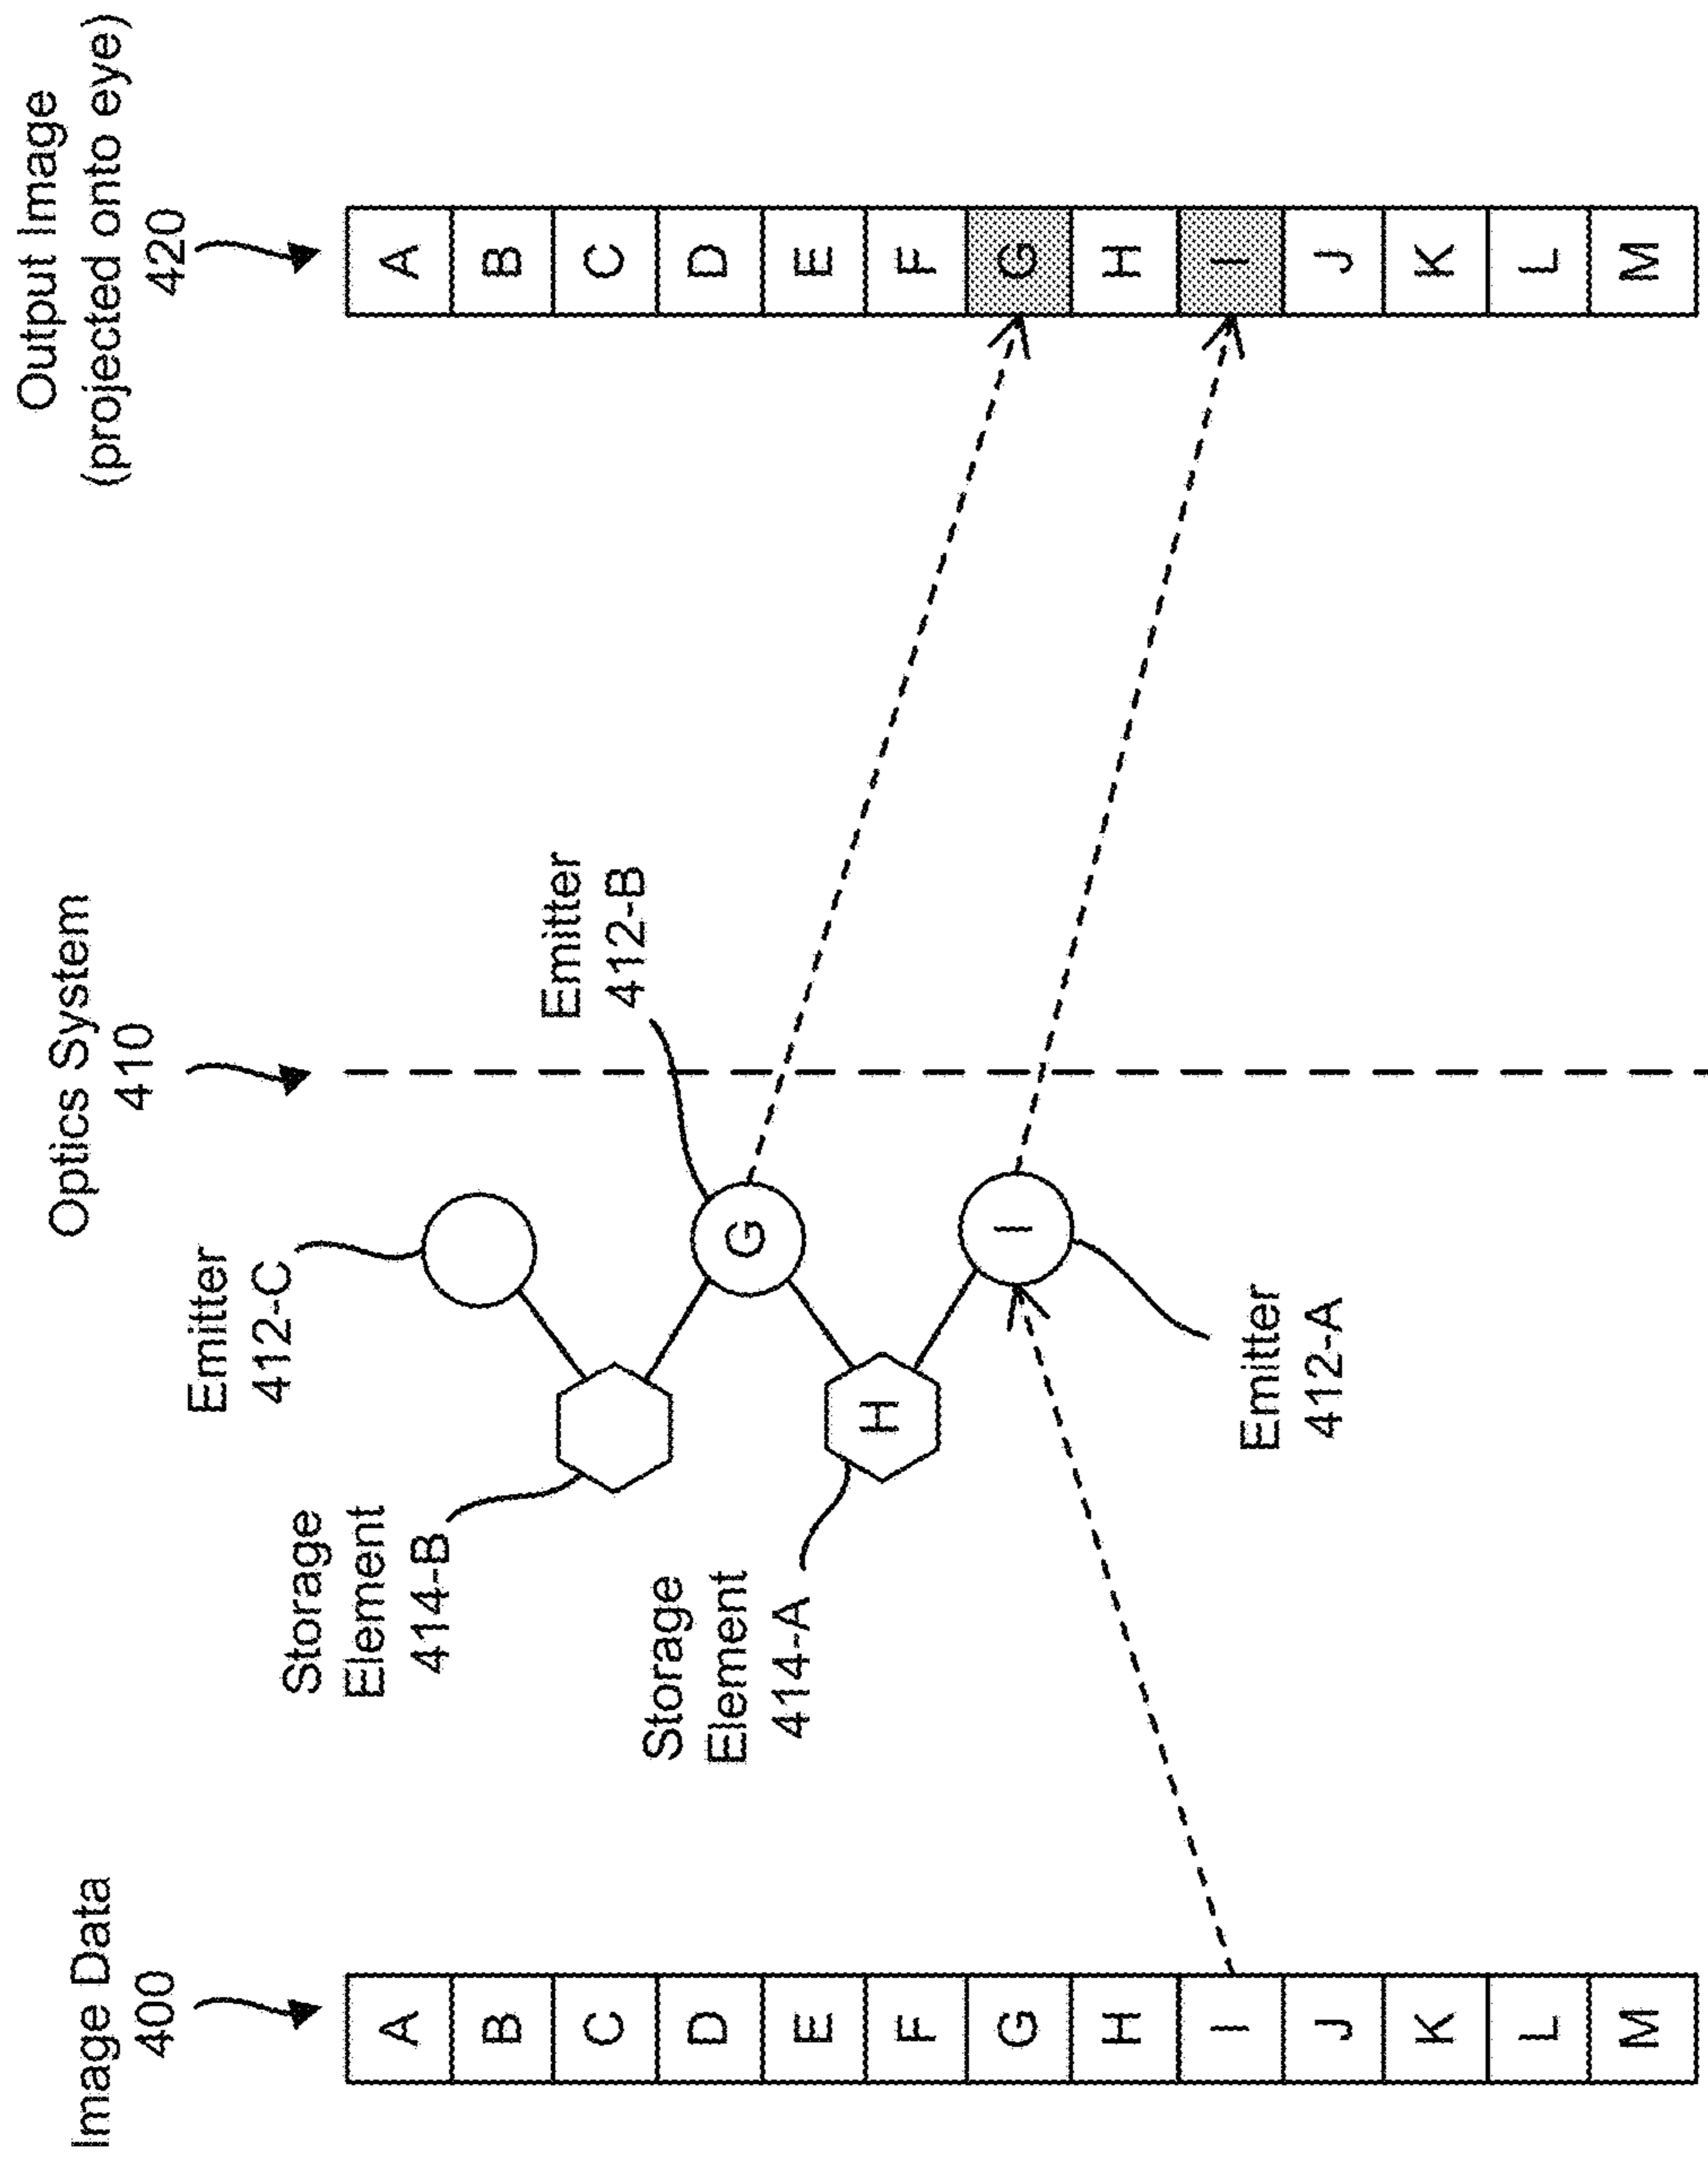 Image Data
400
A
B
C
D
E
F
G
H
I
J
K
L
M
Optics System
410
Storage
Element
414-B
Emitter
412-C
Storage
Element
414-A
H
G
Emitter
412-B
I
Emitter
412-A
Output Image
(projected onto eye)
420
A
B
C
D
E
F
G
H
I
J
K
L
M